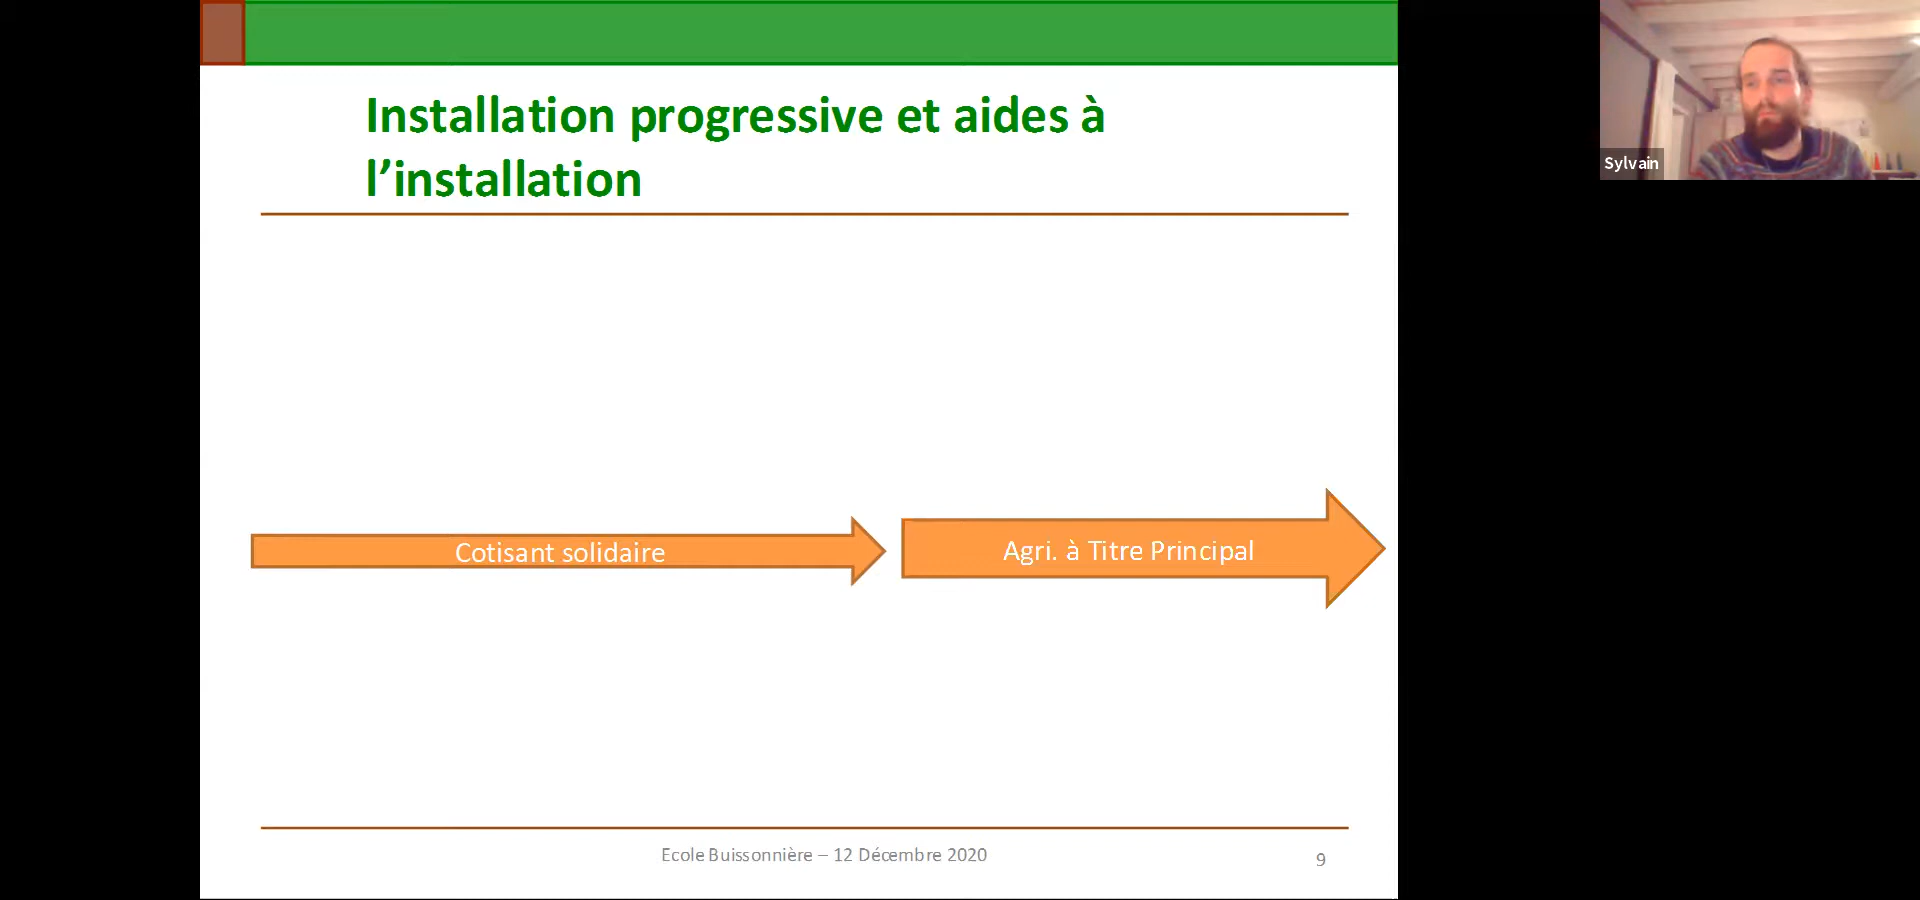 Installation progressive et aides à
l’installation
Sylvain
Cotisant solidaire
Agri. à Titre Principal
Ecole Buissonnière – 12 Décembre 2020
9